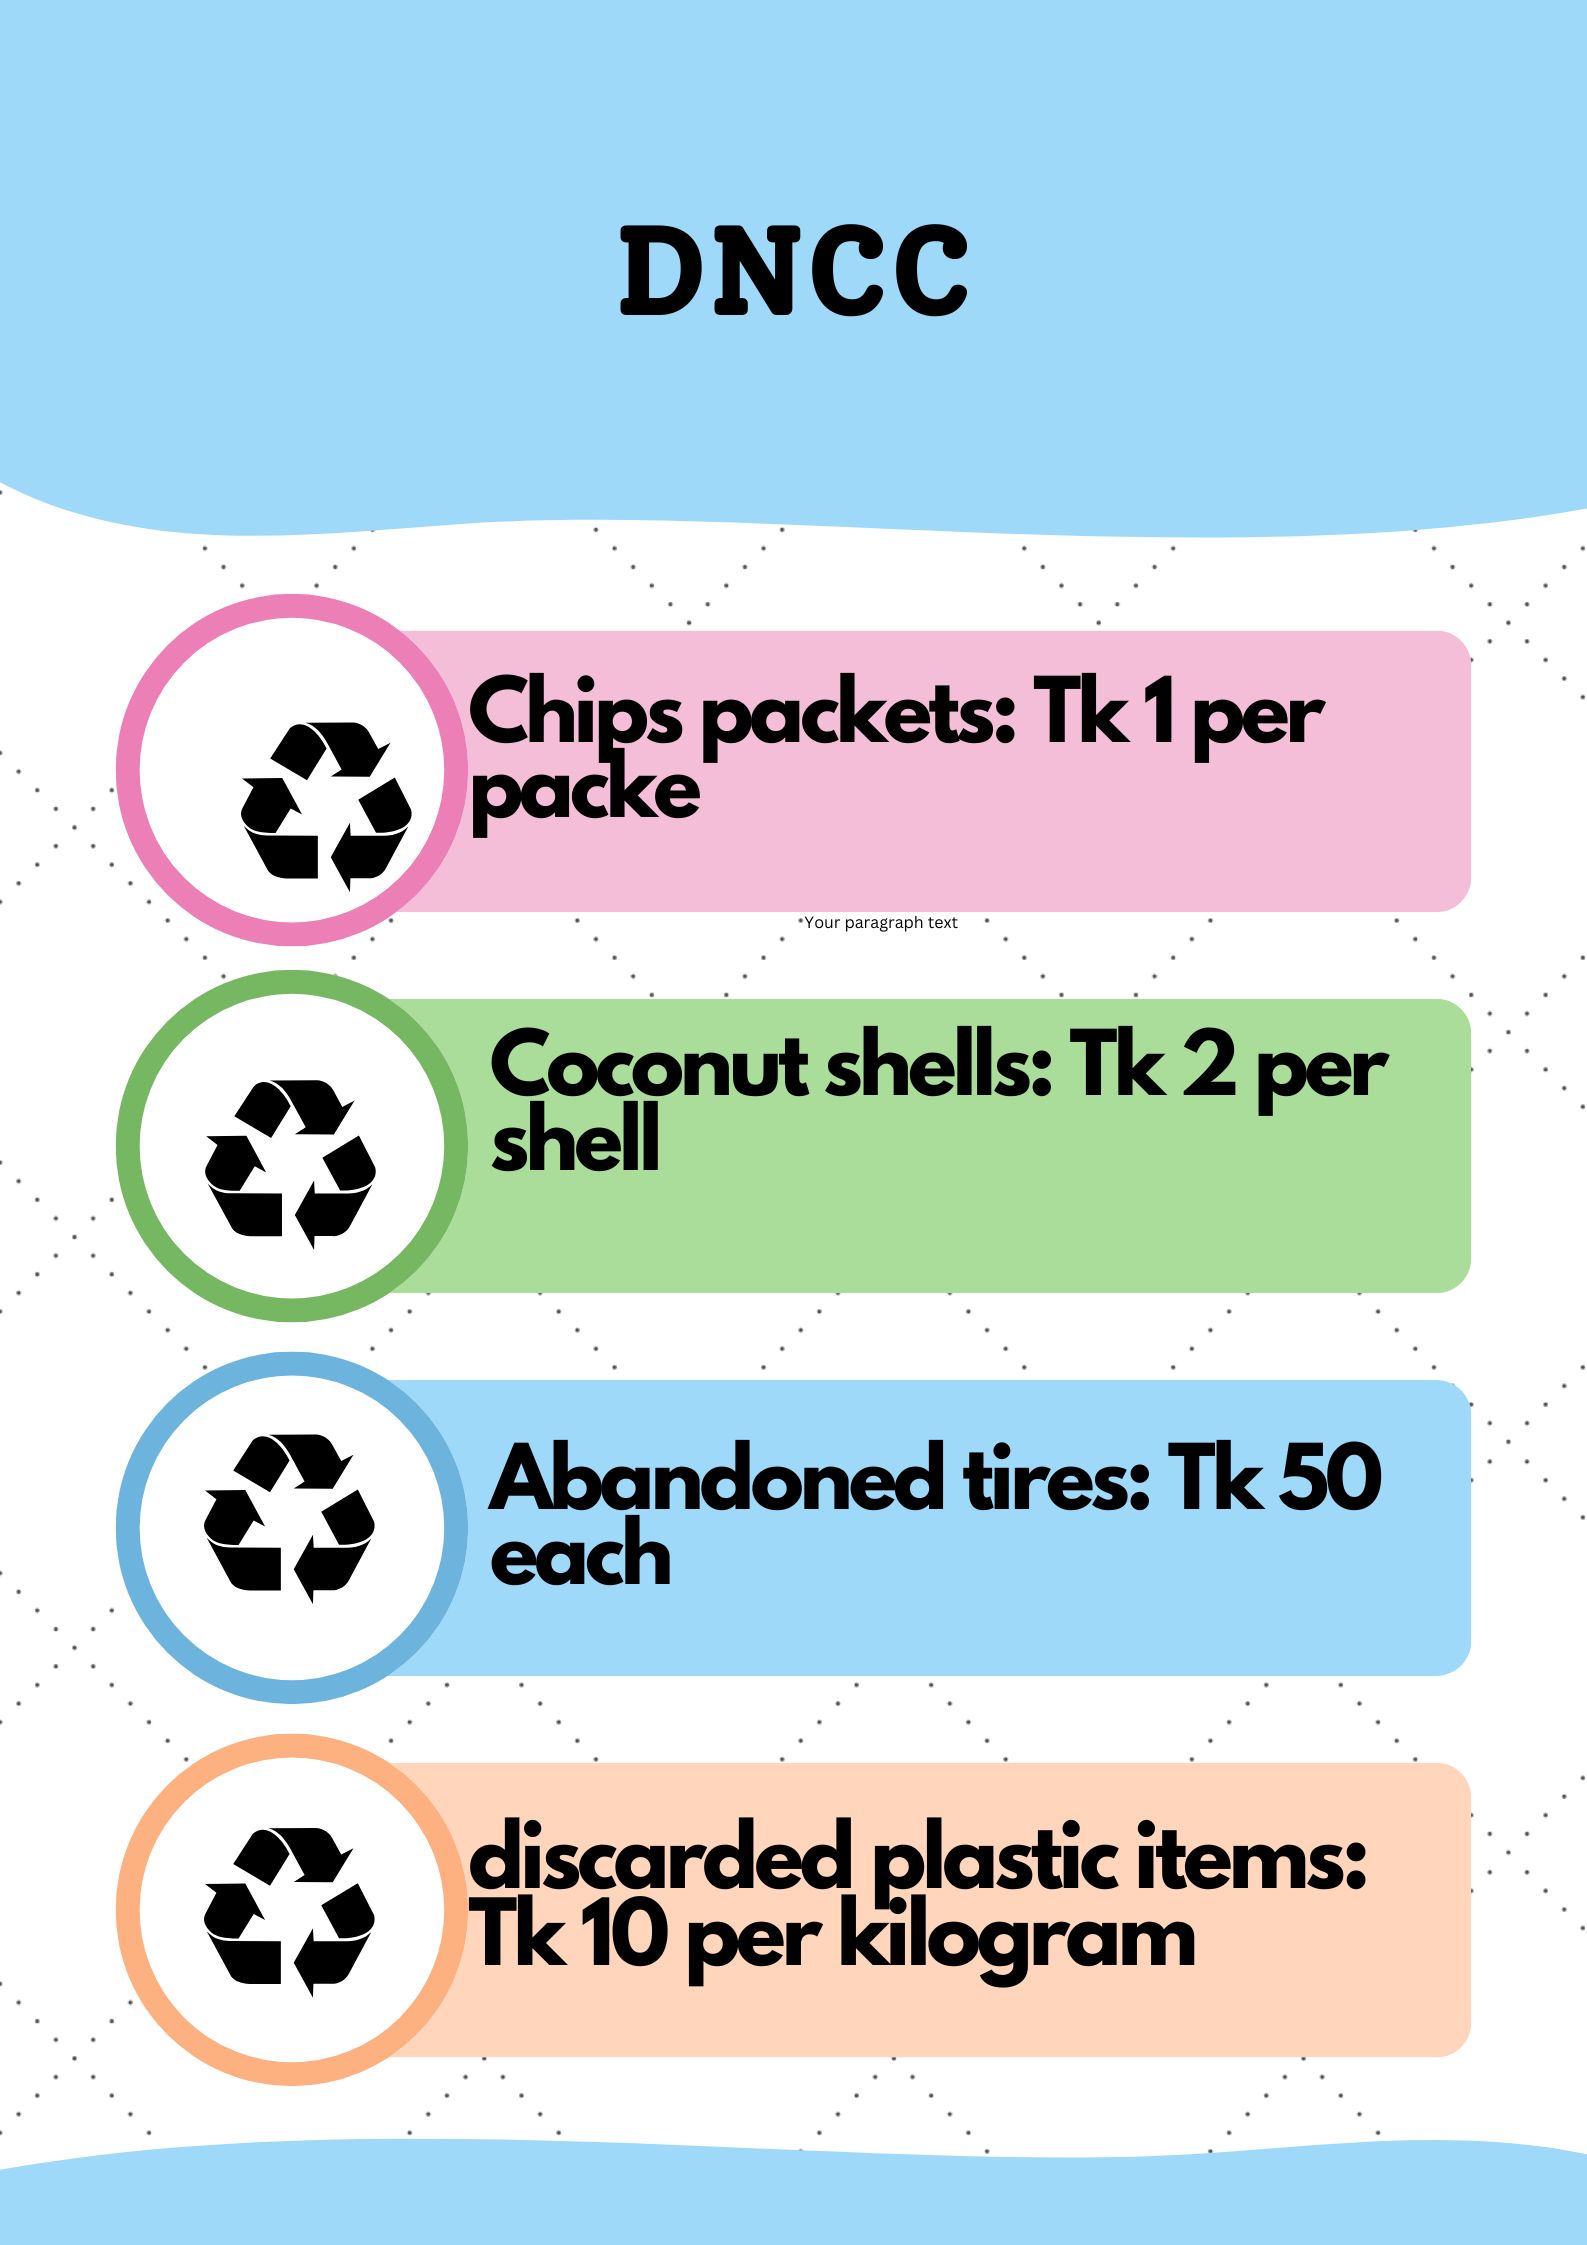 DNCC
Chips packets: Tk 1 per
packe
Your paragraph text
Coconut shells: Tk 2 per
shell
Abandoned tires: Tk 50
each
discarded plastic items:
Tk 10 per kilogram